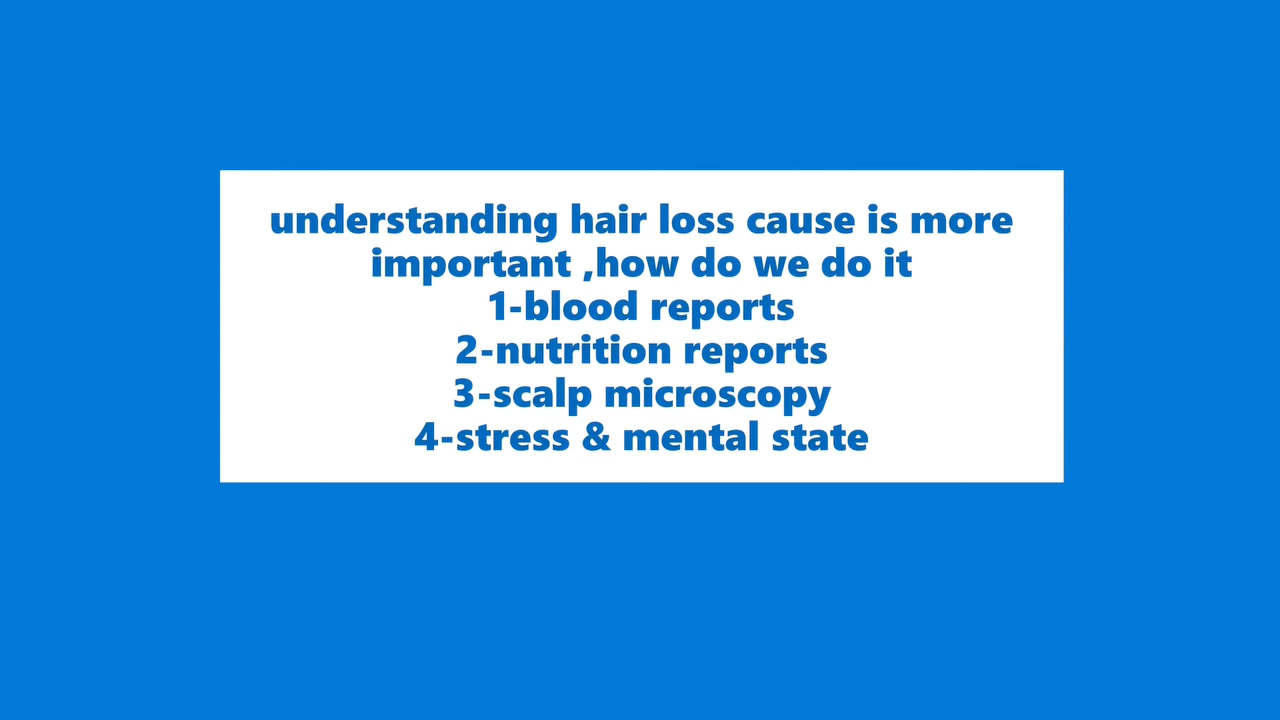 understanding hair loss cause is more
important ,how do we do it
1-blood reports
2-nutrition reports
3-scalp microscopy
4-stress & mental state